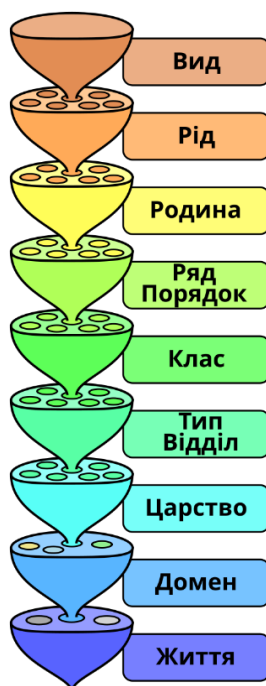 Вид
Рід
Родина
Ряд
Порядок
Клас
Тип
Відділ
Царство
Домен
Життя